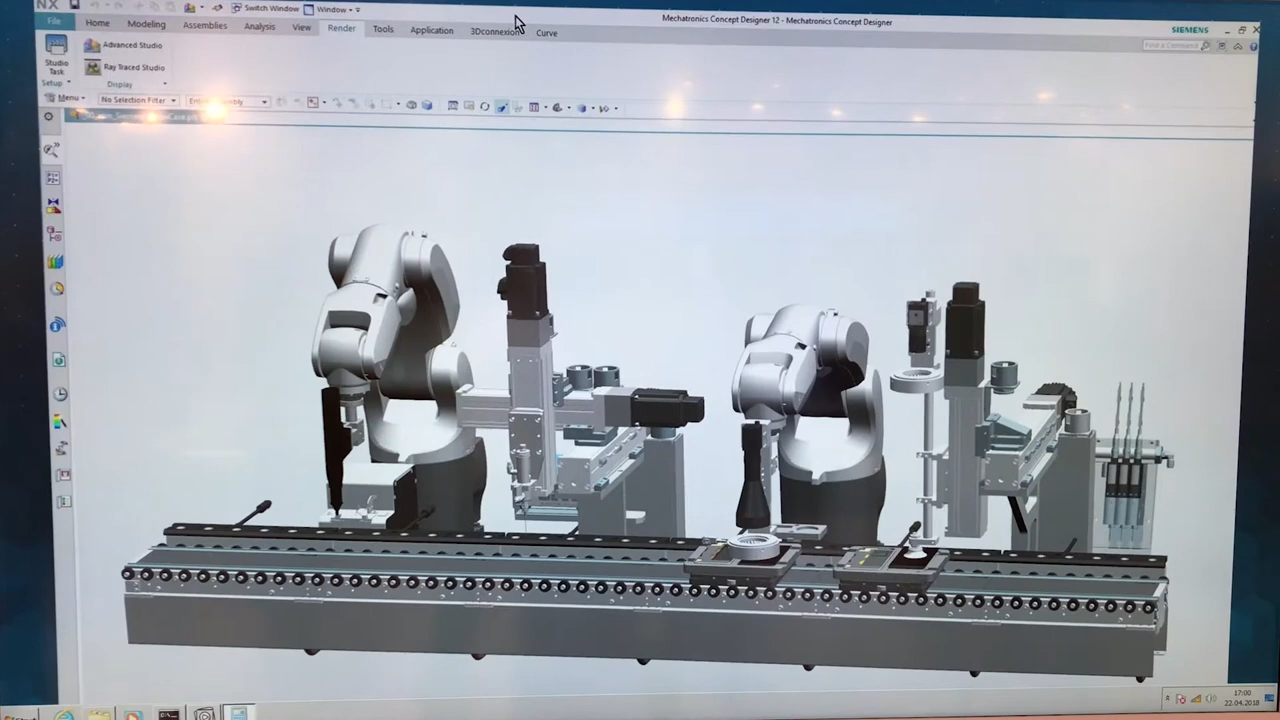 NX
Switch Window
Window
Mechatronics Concept Designer 12 - Mechatronics Concept Designer
SIEMENS
File
Home
Modeling
Assemblies
Analysis
View
Render
Tools
Application
3Dconnexion
Curve
Find a Command
Studio
Task
Advanced Studio
Ray Traced Studio
Setup
Display
Menu
No Selection Filter
17:00
22.04.2018